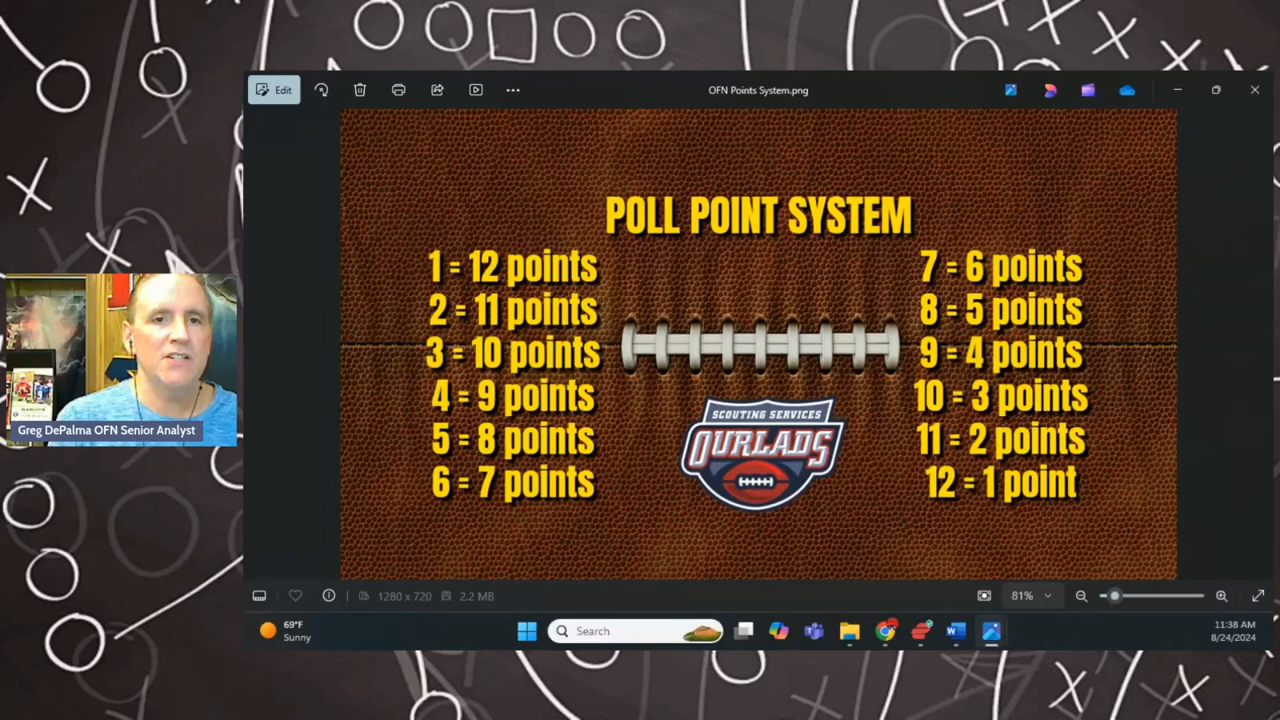 Edit
OFN Points System.png
POLL POINT SYSTEM
1 = 12 points
2 = 11 points
3 = 10 points
4 = 9 points
5 = 8 points
6 = 7 points
7 = 6 points
8 = 5 points
9 = 4 points
10 = 3 points
11 = 2 points
12 = 1 point
SCOUTING SERVICES
OURLADS
Greg DePalma OFN Senior Analyst
1280 x 720
2.2 MB
81%
69°F
Sunny
Search
11:38 AM
8/24/2024